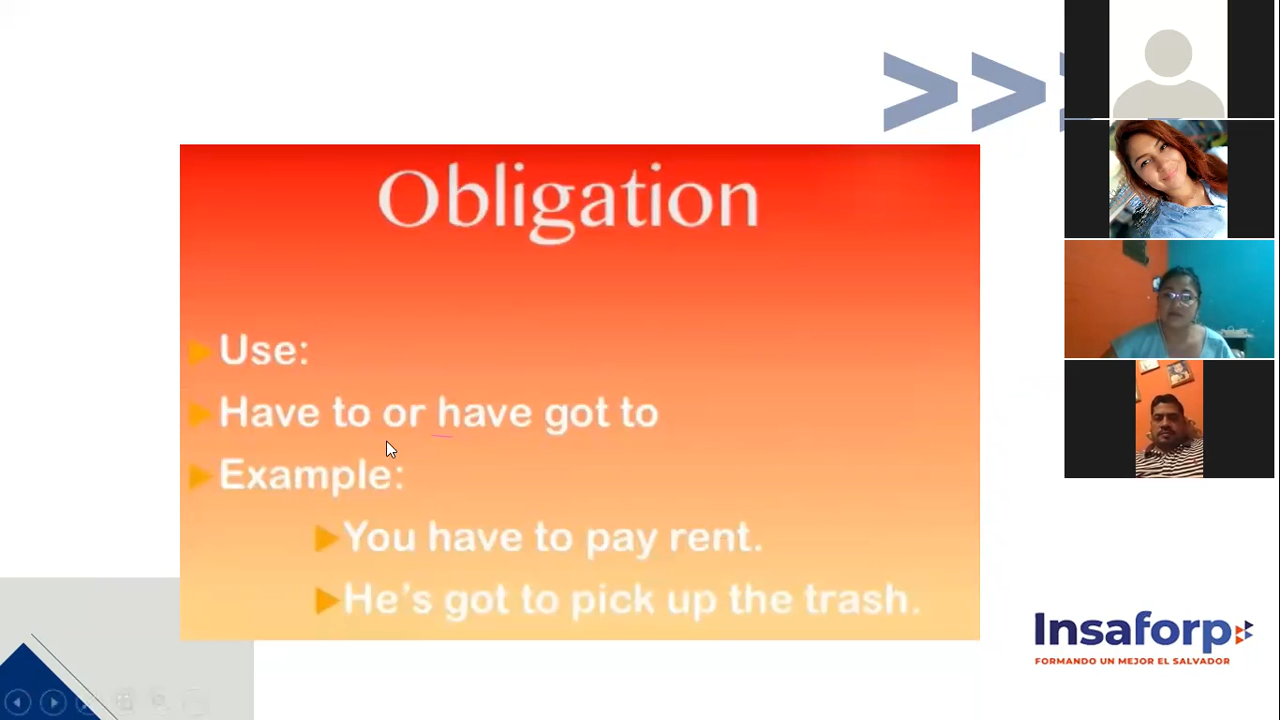 >>
Obligation
Use:
Have to or have got to
Example:
You have to pay rent.
He's got to pick up the trash.
Insaforp
FORMANDO UN MEJOR EL SALVADOR